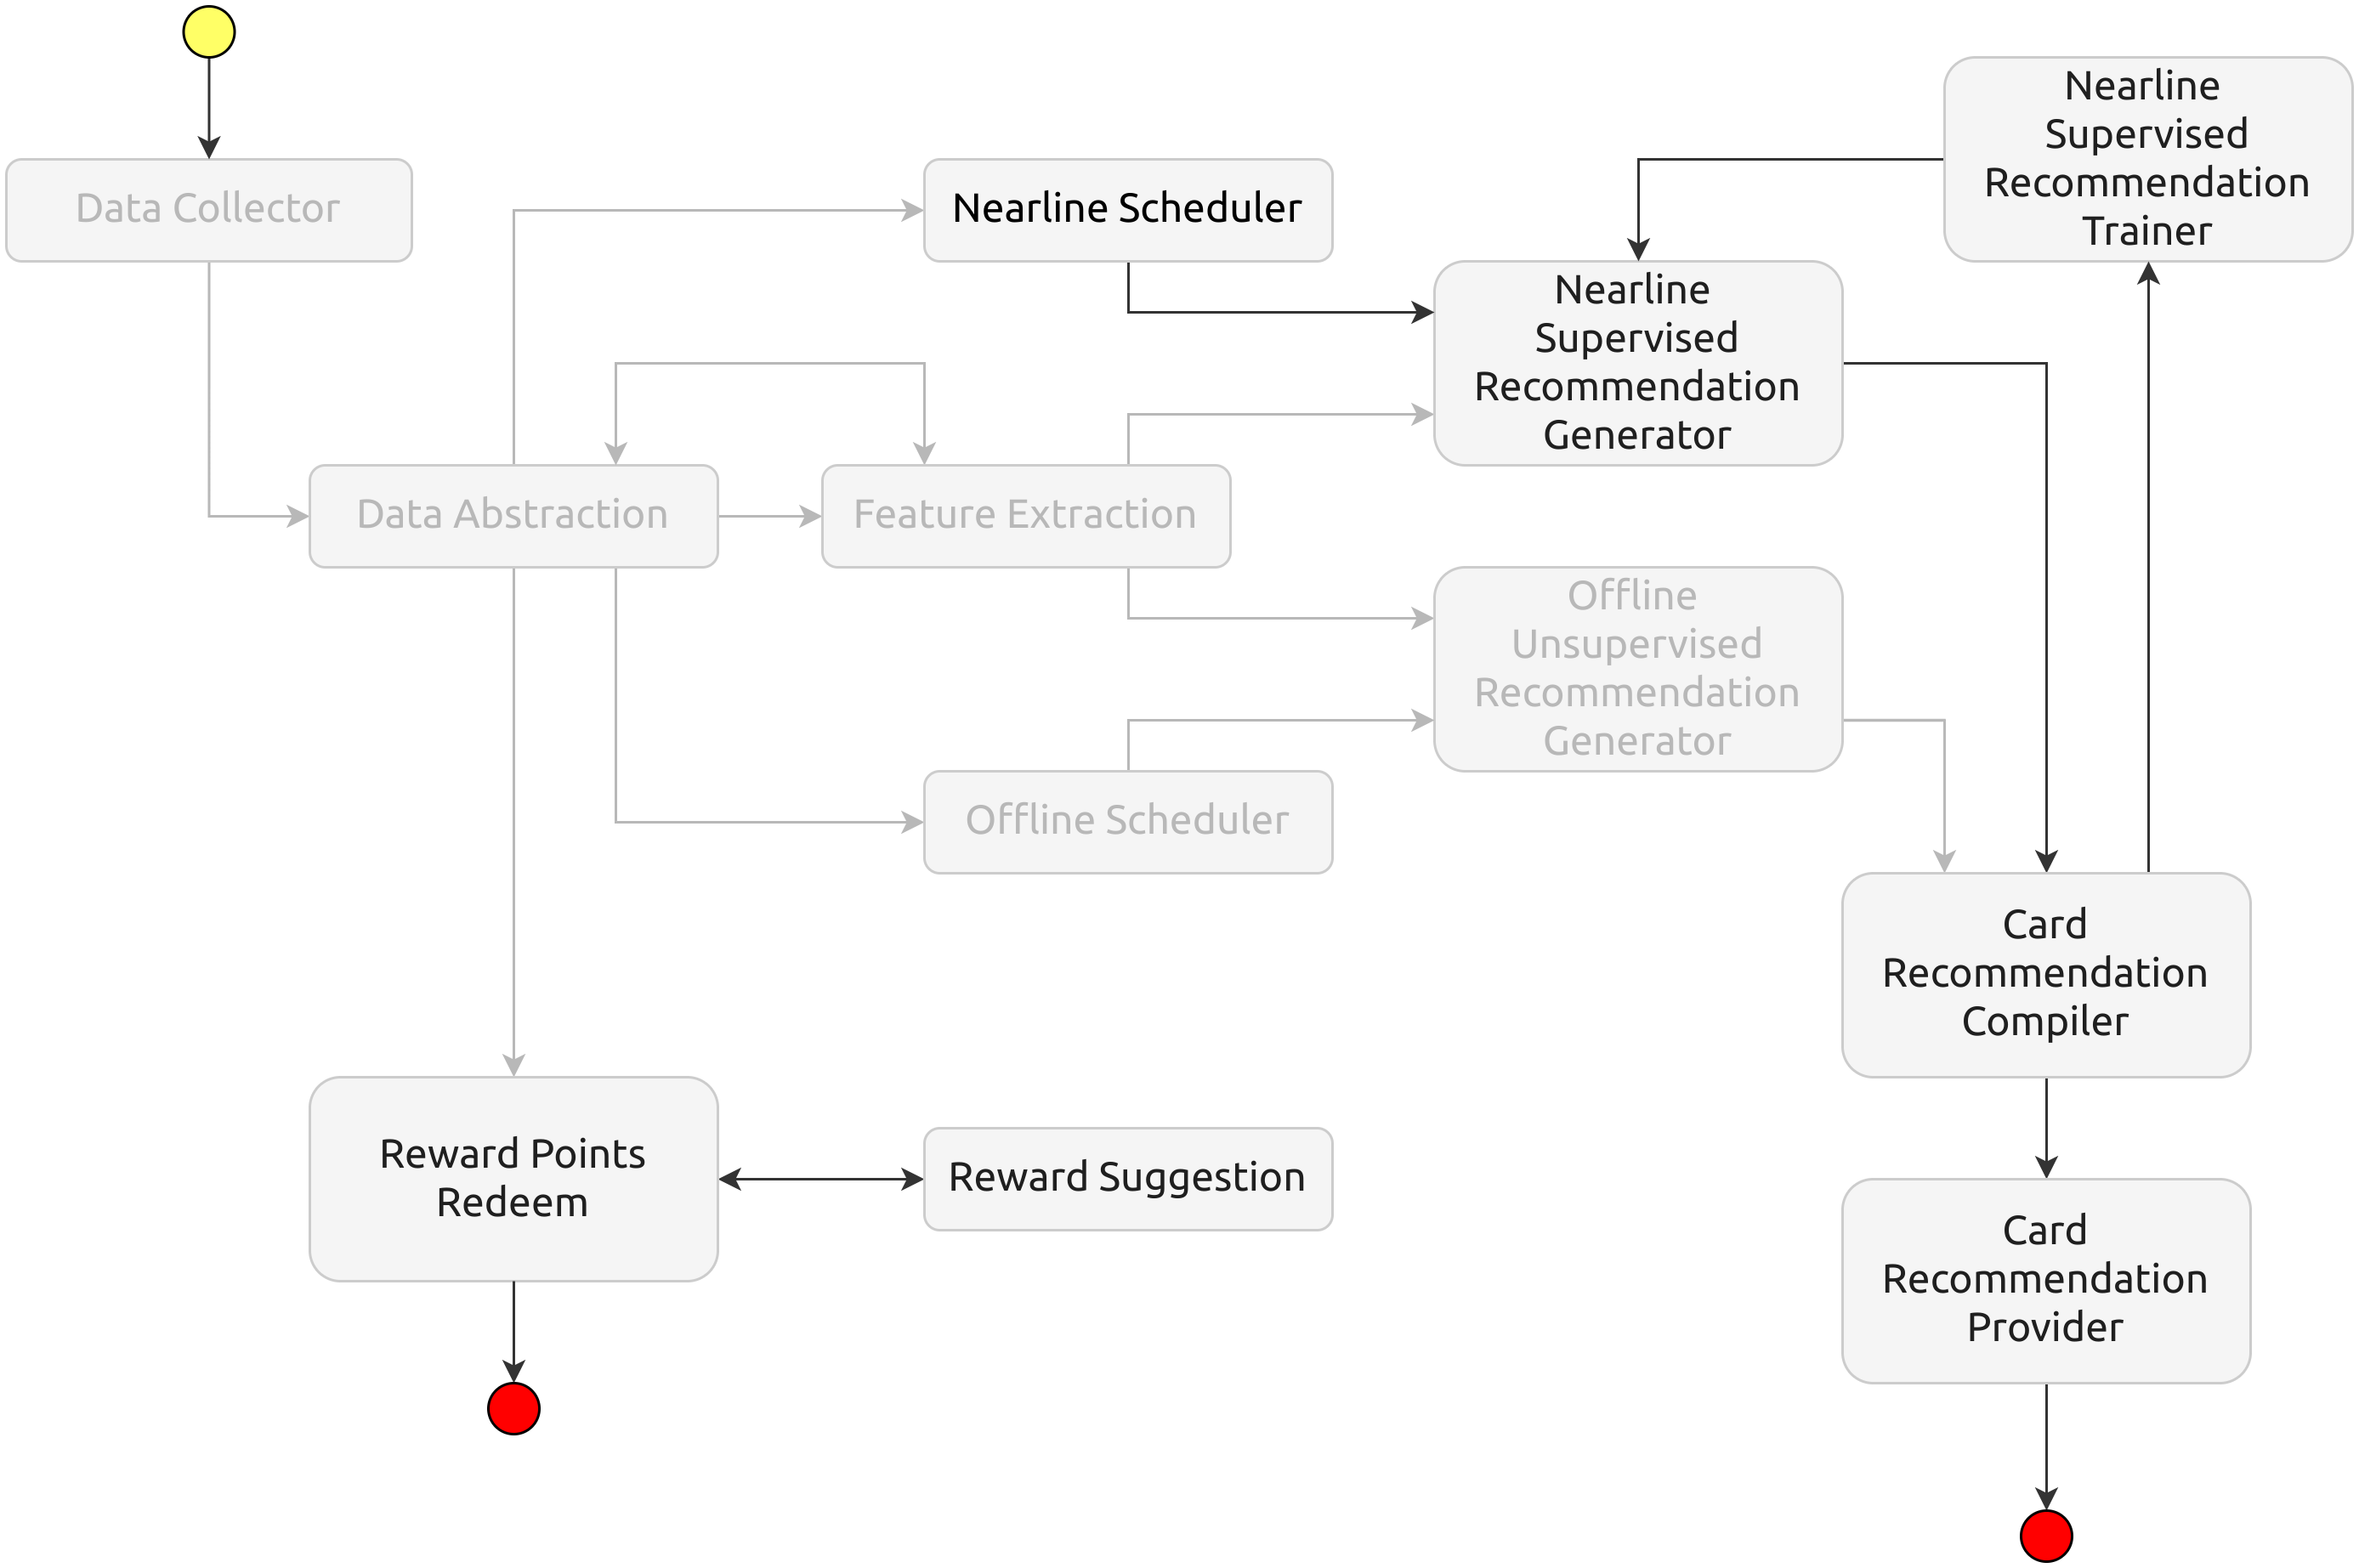 Data Collector
Nearline Scheduler
Nearline
Supervised
Recommendation
Trainer
Nearline
Supervised
Recommendation
Generator
Data Abstraction
Feature Extraction
Offline
Unsupervised
Recommendation
Generator
Offline Scheduler
Card
Recommendation
Compiler
Reward Points
Redeem
Reward Suggestion
Card
Recommendation
Provider